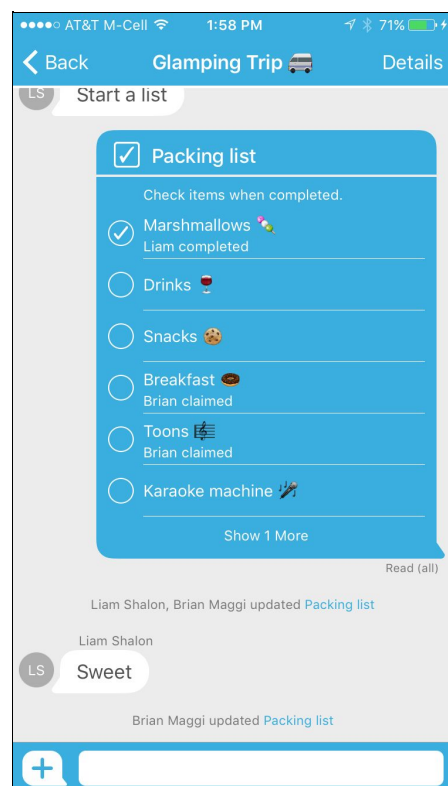 AT&T M-Cell 1:58 PM 71%
Back Glamping Trip 🚐 Details
LS Start a list
Packing list
Check items when completed.
Marshmallows 🍡
Liam completed
Drinks 🍷
Snacks 🍪
Breakfast 🍩
Brian claimed
Toons 🎼
Brian claimed
Karaoke machine 🎤
Show 1 More
Read (all)
Liam Shalon, Brian Maggi updated Packing list
Liam Shalon
LS Sweet
Brian Maggi updated Packing list